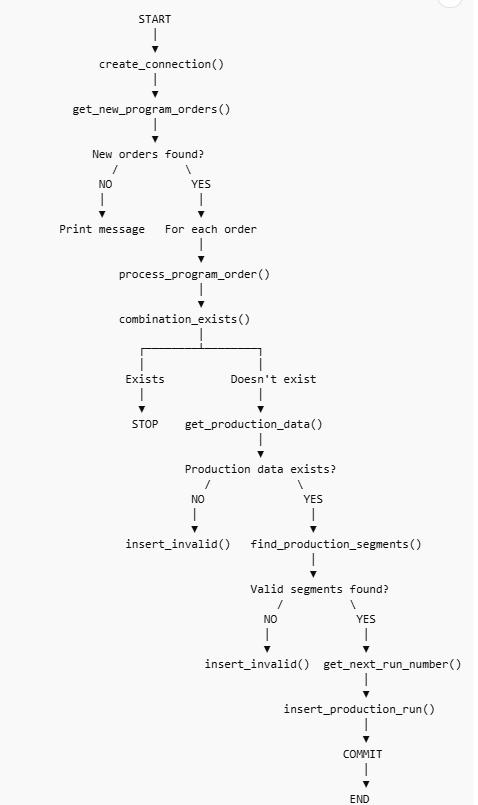 START
create_connection()
get_new_program_orders()
New orders found?
NO YES
Print message For each order
process_program_order()
combination_exists()
Exists Doesn't exist
STOP get_production_data()
Production data exists?
NO YES
insert_invalid() find_production_segments()
Valid segments found?
NO YES
insert_invalid() get_next_run_number()
insert_production_run()
COMMIT
END